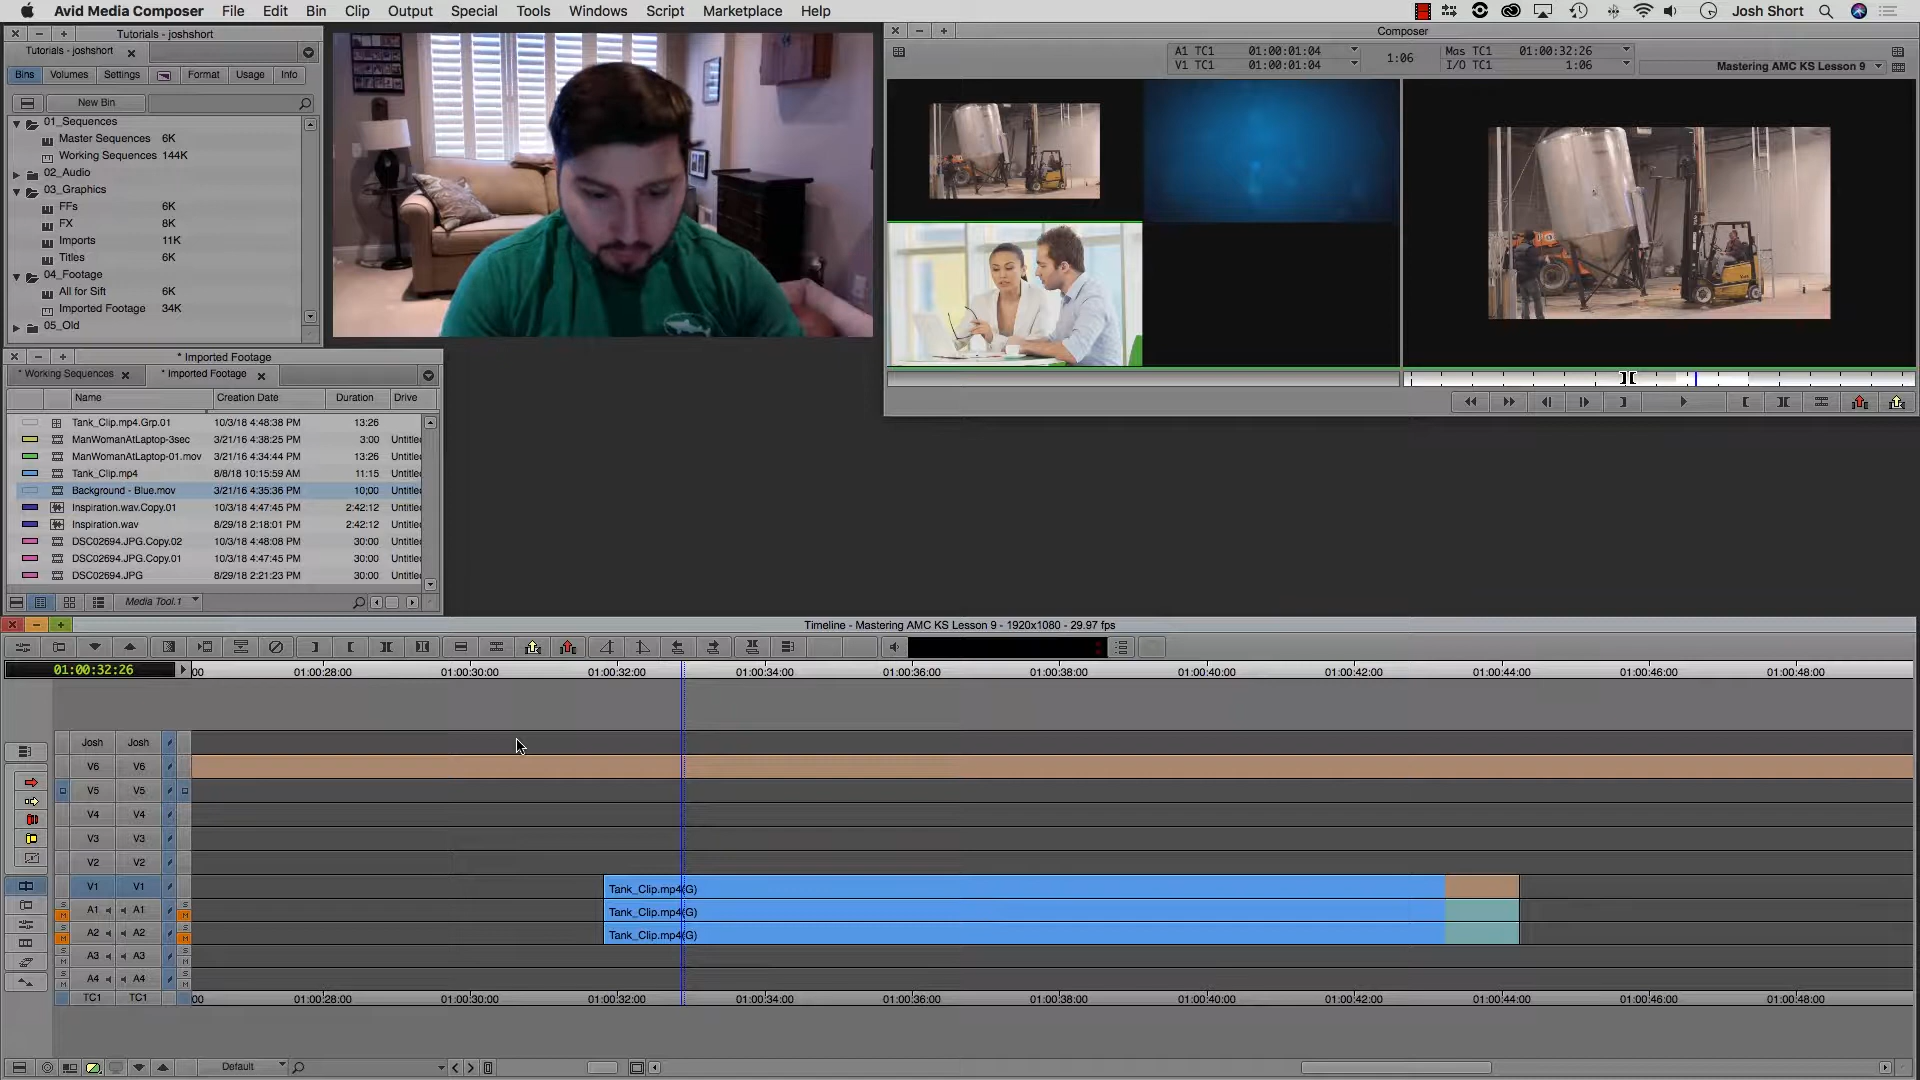 Avid Media Composer File Edit Bin Clip Output Special Tools Windows Script Marketplace Help Josh Short
Tutorials - joshshort
Tutorials - joshshort
Bins Volumes Settings Format Usage Info
New Bin
01_Sequences
Master Sequences 6K
Working Sequences 144K
02_Audio
03_Graphics
FFs 6K
FX 8K
Imports 11K
Titles 6K
04_Footage
All for Sift 6K
Imported Footage 34K
05_Old
Composer
A1 TC1 01:00:01:04
V1 TC1 01:00:01:04
1:06
Mas TC1 01:00:32:26
I/O TC1 1:06
Mastering AMC KS Lesson 9
* Imported Footage
* Working Sequences * Imported Footage
Name Creation Date Duration Drive
Tank_Clip.mp4.Grp.01 10/3/18 4:48:38 PM 13:26
ManWomanAtLaptop-3sec 3/21/16 4:38:25 PM 3:00 Untitle
ManWomanAtLaptop-01.mov 3/21/16 4:34:44 PM 13:26 Untitle
Tank_Clip.mp4 8/8/18 10:15:59 AM 11:15 Untitle
Background - Blue.mov 3/21/16 4:35:36 PM 10;00 Untitle
Inspiration.wav.Copy.01 10/3/18 4:47:45 PM 2:42:12 Untitle
Inspiration.wav 8/29/18 2:18:01 PM 2:42:12 Untitle
DSC02694.JPG.Copy.02 10/3/18 4:48:08 PM 30:00 Untitle
DSC02694.JPG.Copy.01 10/3/18 4:47:45 PM 30:00 Untitle
DSC02694.JPG 8/29/18 2:21:23 PM 30:00 Untitle
Media Tool.1
Timeline - Mastering AMC KS Lesson 9 - 1920x1080 - 29.97 fps
01:00:32:26 00 01:00:28:00 01:00:30:00 01:00:32:00 01:00:34:00 01:00:36:00 01:00:38:00 01:00:40:00 01:00:42:00 01:00:44:00 01:00:46:00 01:00:48:00
Josh Josh
V6 V6
V5 V5
V4 V4
V3 V3
V2 V2
V1 V1 Tank_Clip.mp4(G)
S M A1 A1 S M Tank_Clip.mp4(G)
S M A2 A2 S M Tank_Clip.mp4(G)
S M A3 A3 S M
S M A4 A4 S M
TC1 TC1 00 01:00:28:00 01:00:30:00 01:00:32:00 01:00:34:00 01:00:36:00 01:00:38:00 01:00:40:00 01:00:42:00 01:00:44:00 01:00:46:00 01:00:48:00
Default